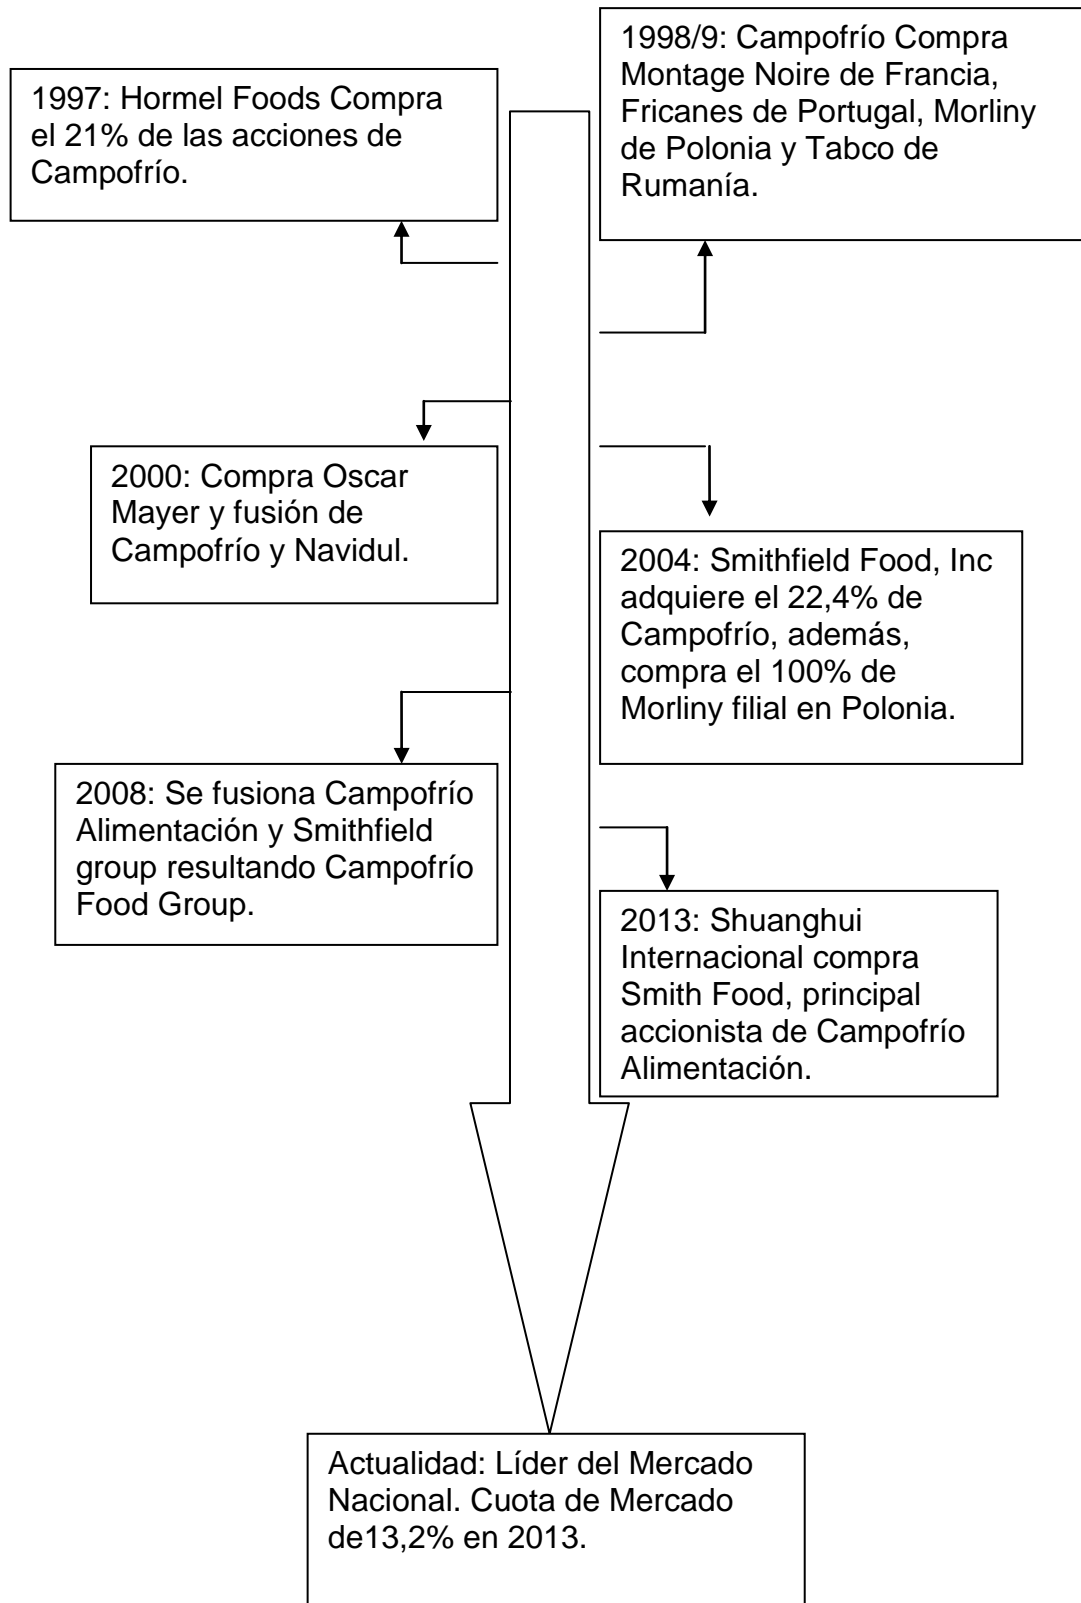 1997: Hormel Foods Compra
el 21% de las acciones de
Campofrío.
1998/9: Campofrío Compra
Montage Noire de Francia,
Fricanes de Portugal, Morliny
de Polonia y Tabco de
Rumanía.
2000: Compra Oscar
Mayer y fusión de
Campofrío y Navidul.
2004: Smithfield Food, Inc
adquiere el 22,4% de
Campofrío, además,
compra el 100% de
Morliny filial en Polonia.
2008: Se fusiona Campofrío
Alimentación y Smithfield
group resultando Campofrío
Food Group.
2013: Shuanghui
Internacional compra
Smith Food, principal
accionista de Campofrío
Alimentación.
Actualidad: Líder del Mercado
Nacional. Cuota de Mercado
de13,2% en 2013.